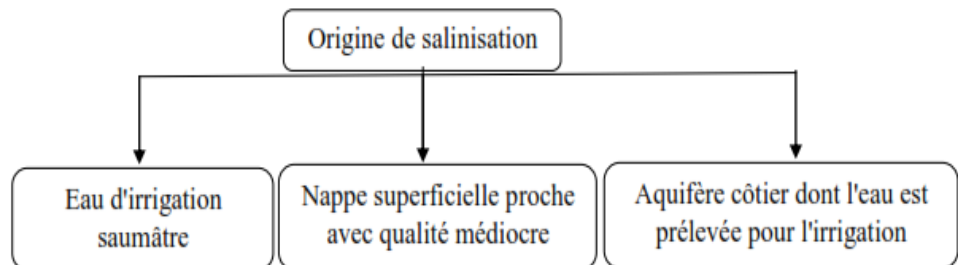 Origine de salinisation
Eau d'irrigation
saumâtre
Nappe superficielle proche
avec qualité médiocre
Aquifère côtier dont l'eau est
prélevée pour l'irrigation